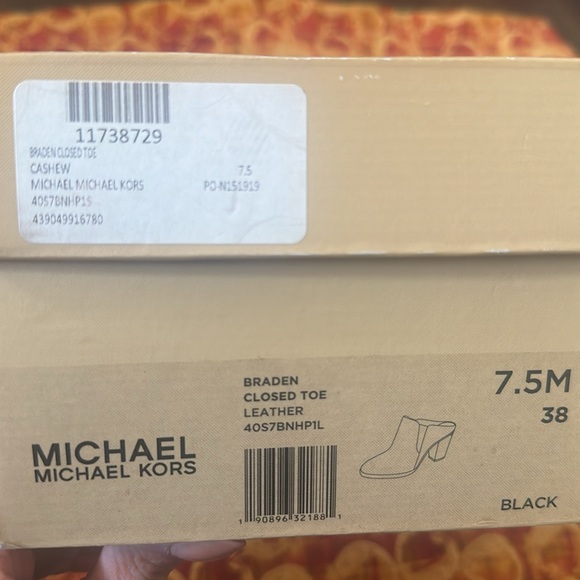 11738729
BRADEN CLOSED TOE
CASHEW 7.5
MICHAEL MICHAEL KORS PO-N151919
40S7BNHP1S
439049916780
BRADEN
CLOSED TOE
LEATHER
40S7BNHP1L
7.5M
38
MICHAEL
MICHAEL KORS
1 90896 32188 1
BLACK